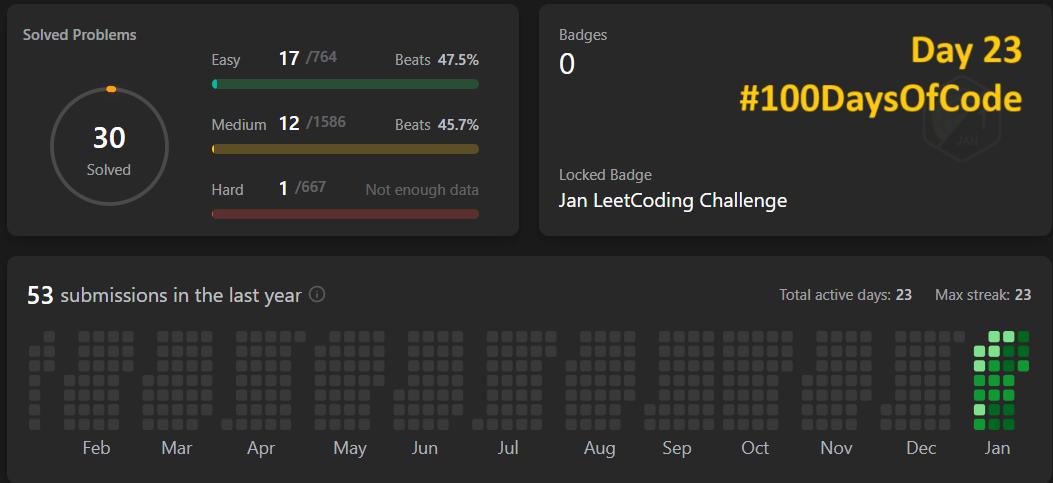 Solved Problems
30
Solved
Easy 17 /764 Beats 47.5%
Medium 12 /1586 Beats 45.7%
Hard 1 /667 Not enough data
Badges
0
Day 23
#100DaysOfCode
JAN
Locked Badge
Jan LeetCoding Challenge
53 submissions in the last year
Total active days: 23 Max streak: 23
Feb Mar Apr May Jun Jul Aug Sep Oct Nov Dec Jan